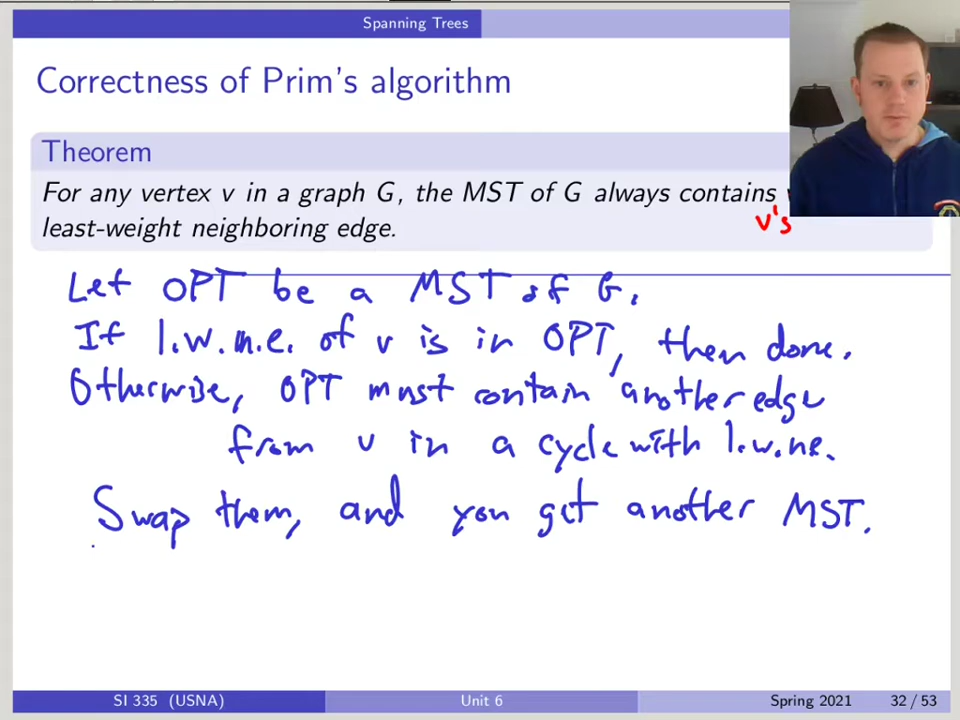 Spanning Trees
Correctness of Prim's algorithm
Theorem
For any vertex v in a graph G, the MST of G always contains
v's
least-weight neighboring edge.
Let OPT be a MST of G.
If l.w.n.e. of v is in OPT, then done.
Otherwise, OPT must contain another edge
from v in a cycle with l.w.ne.
Swap them, and you get another MST.
SI 335 (USNA) Unit 6 Spring 2021 32 / 53